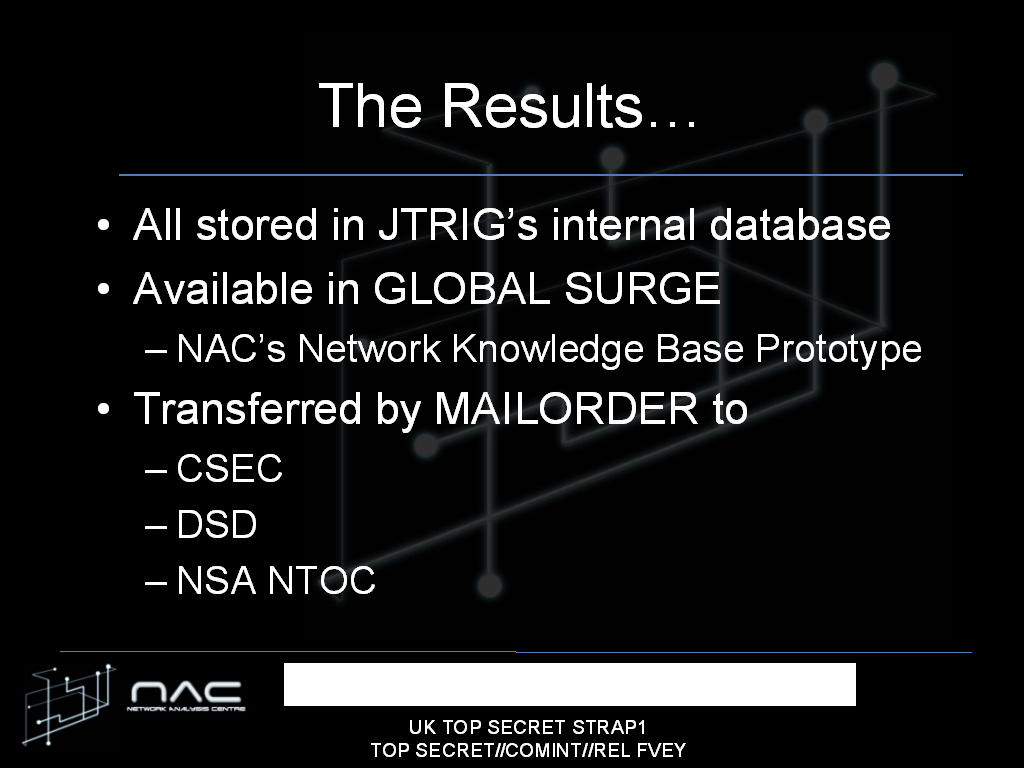 The Results…
• All stored in JTRIG’s internal database
• Available in GLOBAL SURGE
– NAC’s Network Knowledge Base Prototype
• Transferred by MAILORDER to
– CSEC
– DSD
– NSA NTOC
NAC
NETWORK ANALYSIS CENTRE
UK TOP SECRET STRAP1
TOP SECRET//COMINT//REL FVEY